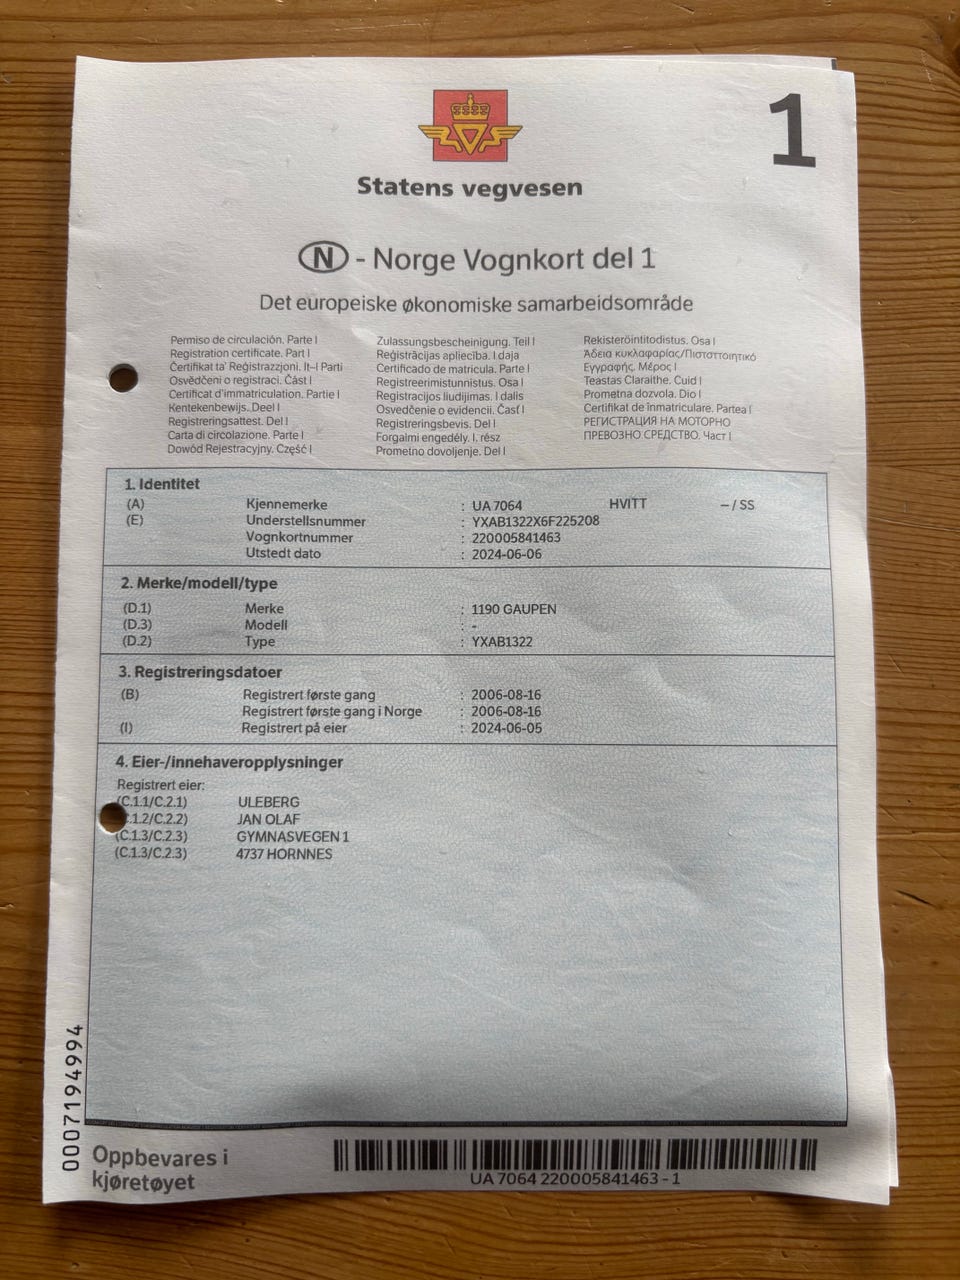 1
Statens vegvesen
N - Norge Vognkort del 1
Det europeiske økonomiske samarbeidsområde
Permiso de circulación. Parte I
Registration certificate. Part I
Ċertifikat ta' Reġistrazzjoni. It-I Parti
Osvědčení o registraci. Část I
Certificat d'immatriculation. Partie I
Kentekenbewijs. Deel I
Registreringsattest. Del I
Carta di circolazione. Parte I
Dowód Rejestracyjny. Część I
Zulassungsbescheinigung. Teil I
Reģistrācijas apliecība. I daļa
Certificado de matricula. Parte I
Registreerimistunnistus. Osa I
Registracijos liudijimas. I dalis
Osvedčenie o evidencii. Časť I
Registreringsbevis. Del I
Forgalmi engedély. I. rész
Prometno dovoljenje. Del I
Rekisteröintitodistus. Osa I
Άδεια κυκλαφαρίας/Πιστοποιητικό
Εγγραφής. Μέρος I
Teastas Claraithe. Cuid I
Prometna dozvola. Dio I
Certifikat de înmatriculare. Partea I
РЕГИСТРАЦИЯ НА МОТОРНО
ПРЕВОЗНО СРЕДСТВО. Част I
1. Identitet
(A) Kjennemerke : UA 7064 HVITT – / SS
(E) Understellsnummer : YXAB1322X6F225208
Vognkortnummer : 220005841463
Utstedt dato : 2024-06-06
2. Merke/modell/type
(D.1) Merke : 1190 GAUPEN
(D.3) Modell : -
(D.2) Type : YXAB1322
3. Registreringsdatoer
(B) Registrert første gang : 2006-08-16
Registrert første gang i Norge : 2006-08-16
(I) Registrert på eier : 2024-06-05
4. Eier-/innehaveropplysninger
Registrert eier:
(C.1.1/C.2.1) ULEBERG
.1.2/C.2.2) JAN OLAF
(C.1.3/C.2.3) GYMNASVEGEN 1
(C.1.3/C.2.3) 4737 HORNNES
0007194994
Oppbevares i
kjøretøyet
UA 7064 220005841463 - 1